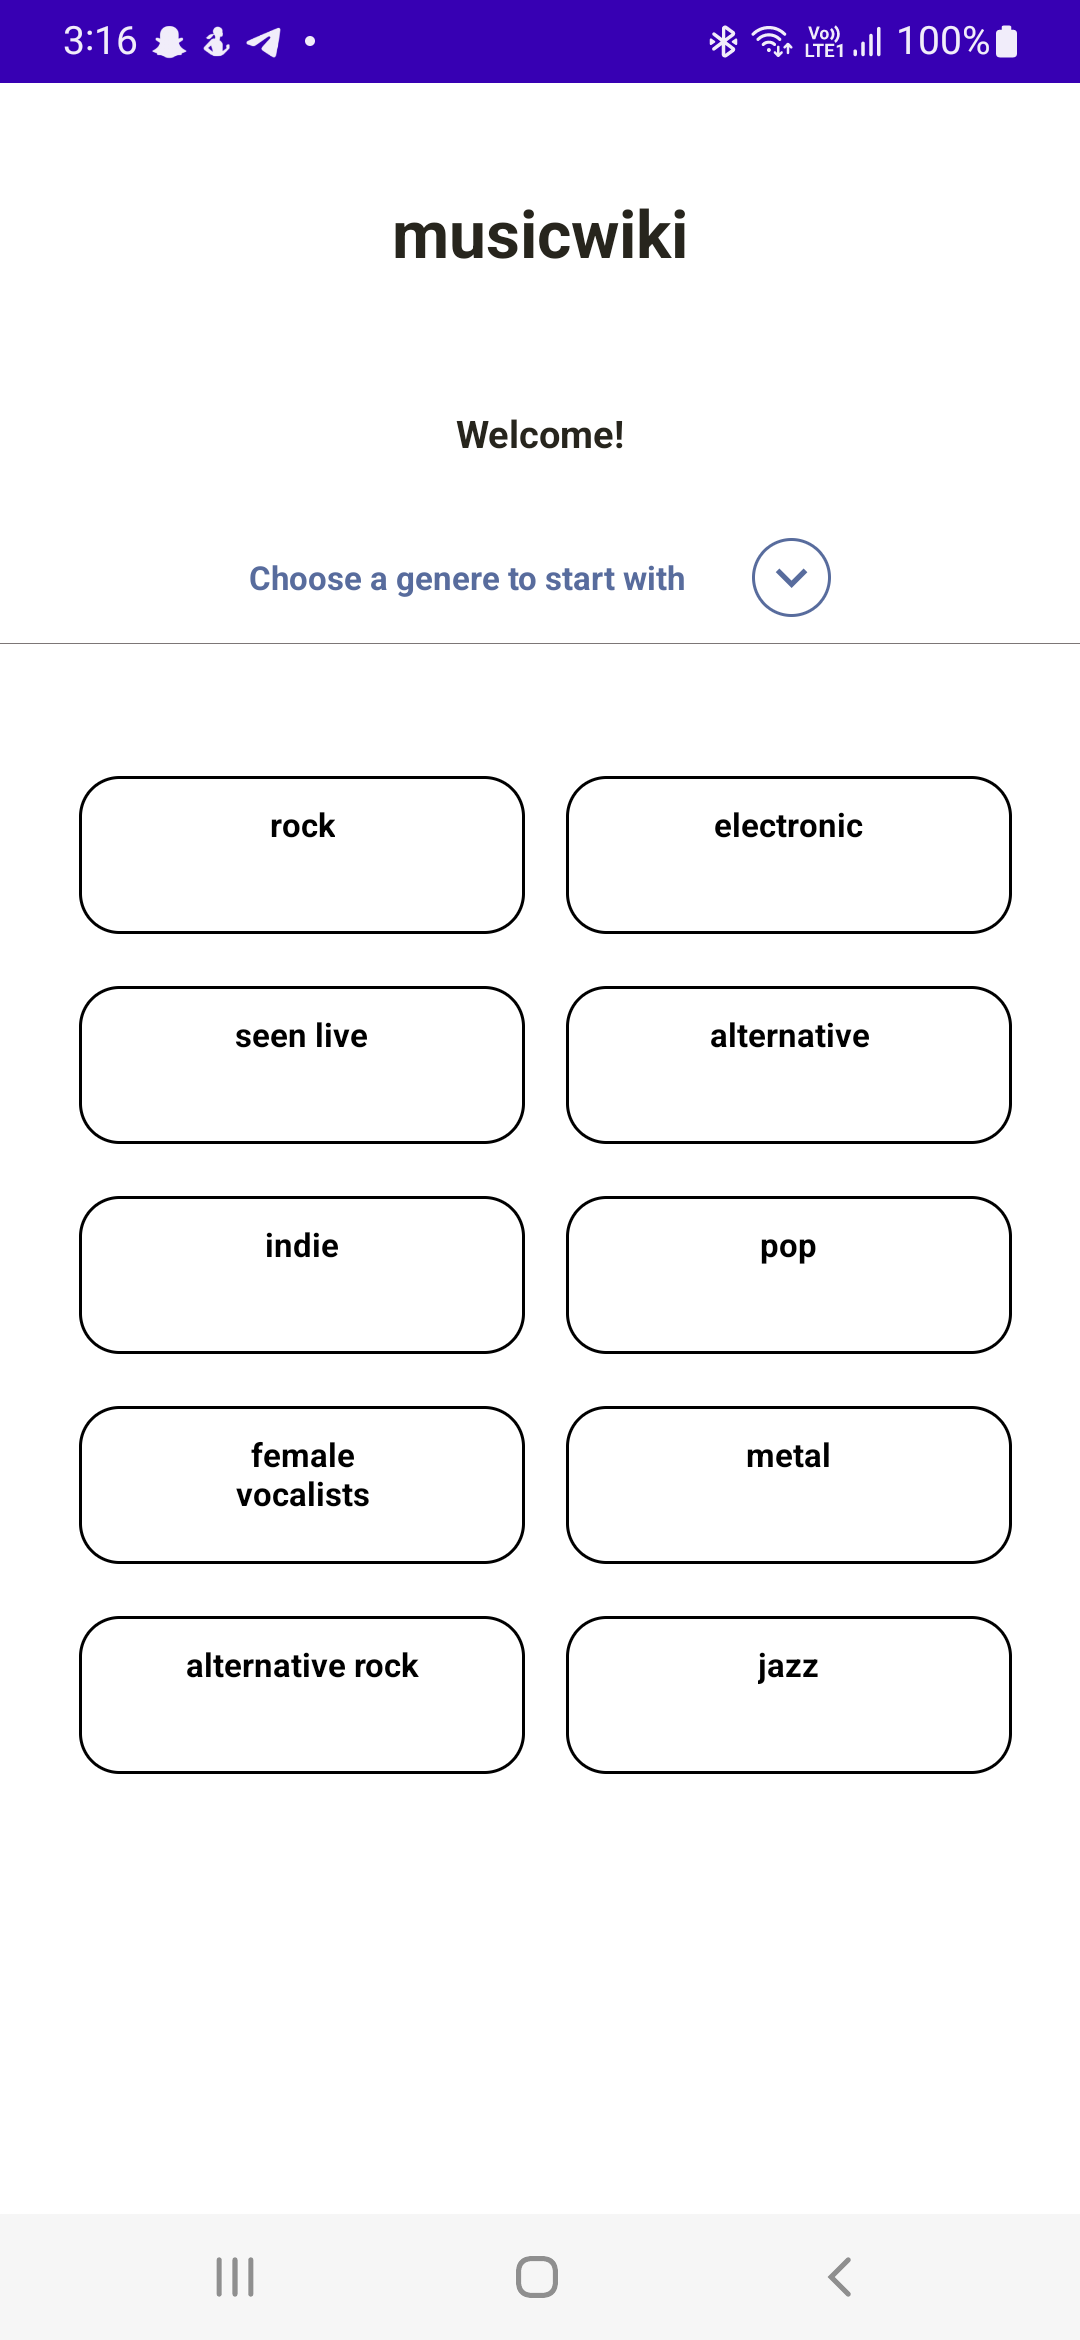 3:16 Vo)) LTE1 100%
musicwiki
Welcome!
Choose a genere to start with
rock
electronic
seen live
alternative
indie
pop
female
vocalists
metal
alternative rock
jazz